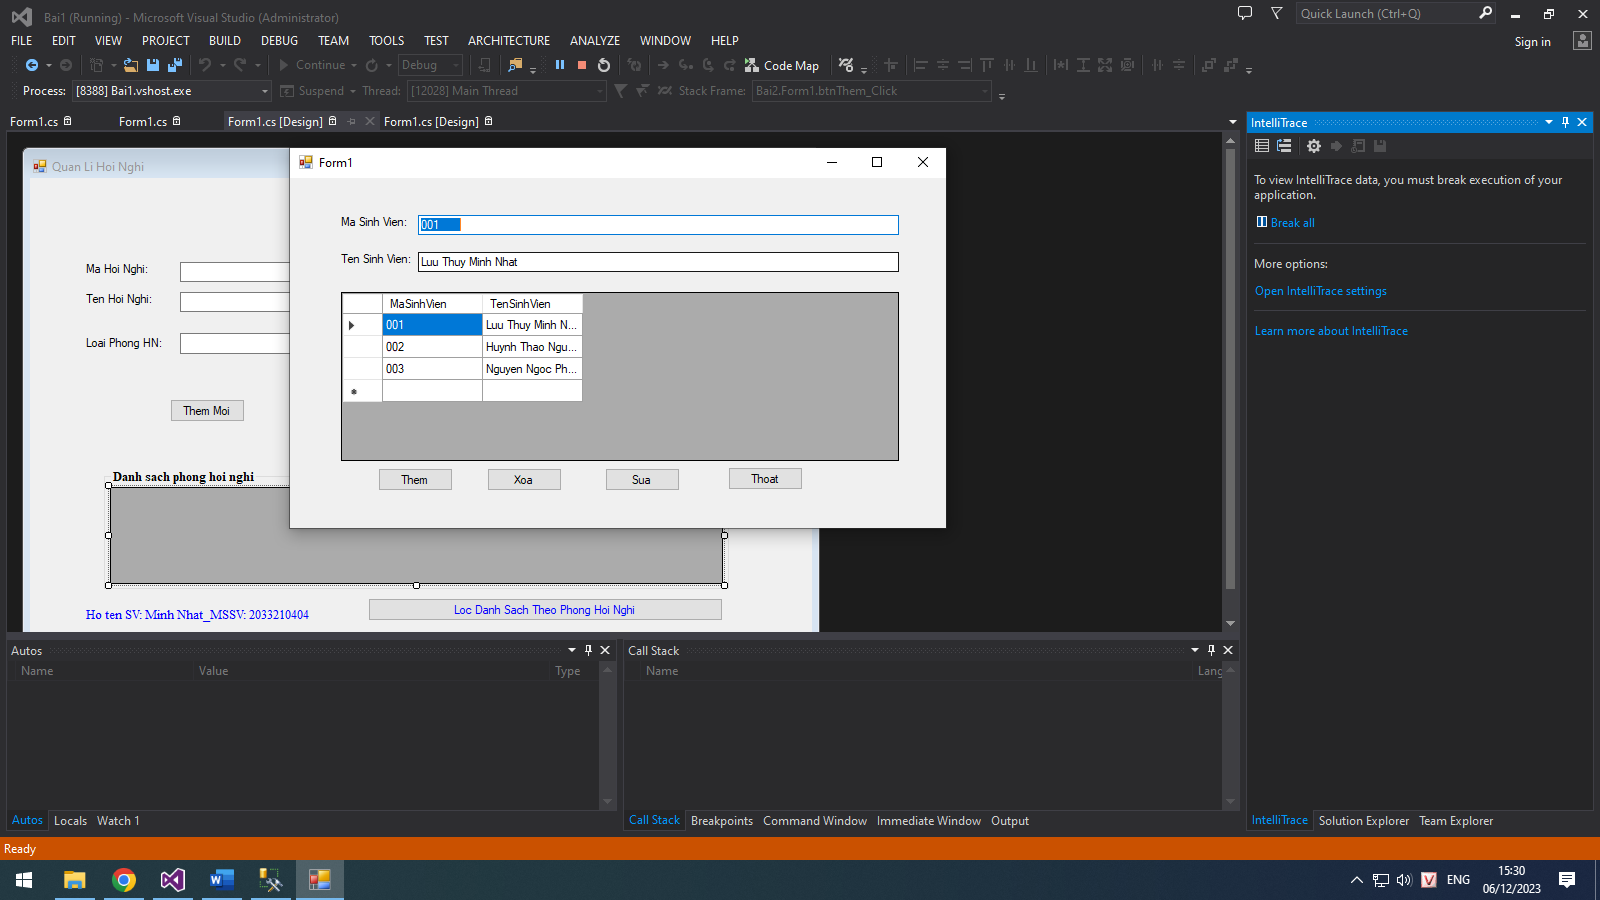 Bai1 (Running) - Microsoft Visual Studio (Administrator)
Quick Launch (Ctrl+Q)
FILE EDIT VIEW PROJECT BUILD DEBUG TEAM TOOLS TEST ARCHITECTURE ANALYZE WINDOW HELP
Sign in
Continue Debug Code Map
Process: [8388] Bai1.vshost.exe Suspend Thread: [12028] Main Thread Stack Frame: Bai2.Form1.btnThem_Click
Form1.cs Form1.cs Form1.cs [Design] Form1.cs [Design]
Quan Li Hoi Nghi
Ma Hoi Nghi:
Ten Hoi Nghi:
Loai Phong HN:
Them Moi
Danh sach phong hoi nghi
Ho ten SV: Minh Nhat_MSSV: 2033210404
Loc Danh Sach Theo Phong Hoi Nghi
Form1
Ma Sinh Vien: 001
Ten Sinh Vien: Luu Thuy Minh Nhat
MaSinhVien TenSinhVien
001 Luu Thuy Minh N...
002 Huynh Thao Ngu...
003 Nguyen Ngoc Ph...
Them Xoa Sua Thoat
IntelliTrace
To view IntelliTrace data, you must break execution of your
application.
Break all
More options:
Open IntelliTrace settings
Learn more about IntelliTrace
Autos
Name Value Type
Call Stack
Name Lang
Autos Locals Watch 1
Call Stack Breakpoints Command Window Immediate Window Output
IntelliTrace Solution Explorer Team Explorer
Ready
ENG
15:30
06/12/2023